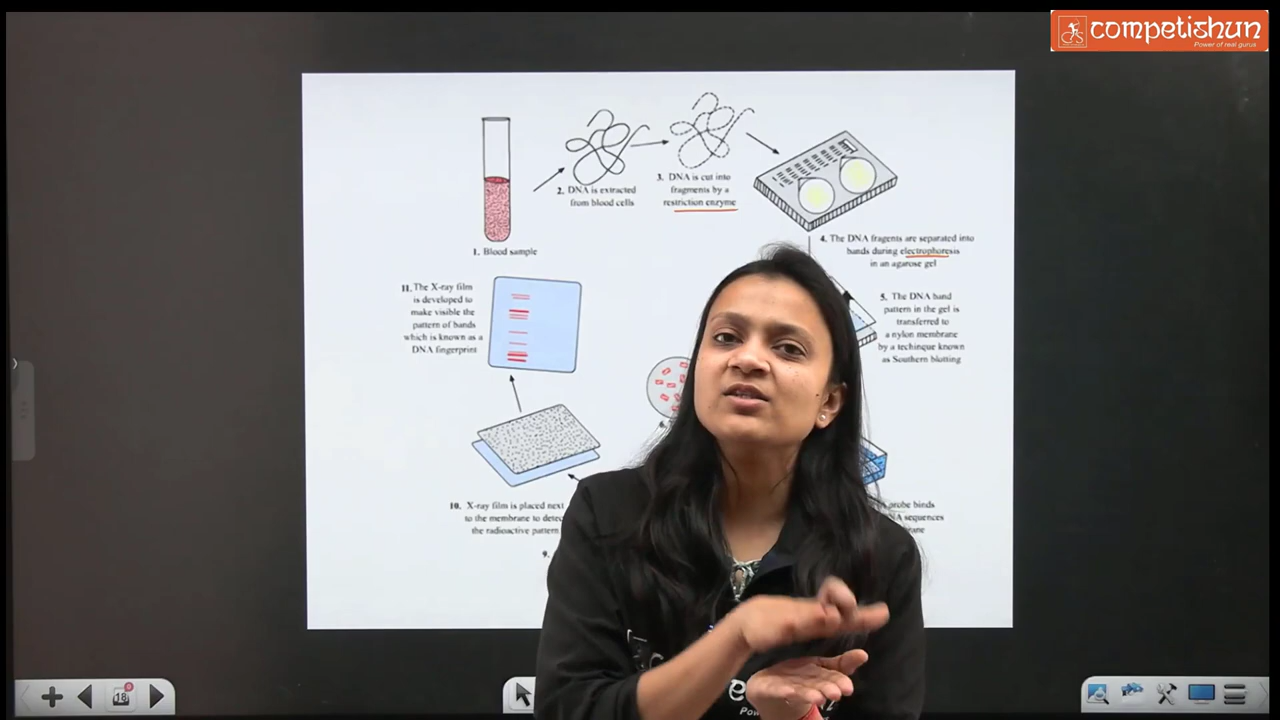 competishun
Power of real gurus
1. Blood sample
2. DNA is extracted
from blood cells
3. DNA is cut into
fragments by a
restriction enzyme
4. The DNA fragents are separated into
bands during electrophoresis
in an agarose gel
5. The DNA band
pattern in the gel is
transferred to
a nylon membrane
by a techinque known
as Southern blotting
11. The X-ray film
is developed to
make visible the
pattern of bands
which is known as a
DNA fingerprint
10. X-ray film is placed next
to the membrane to detec
the radioactive pattern
9.
probe binds
sequences
18